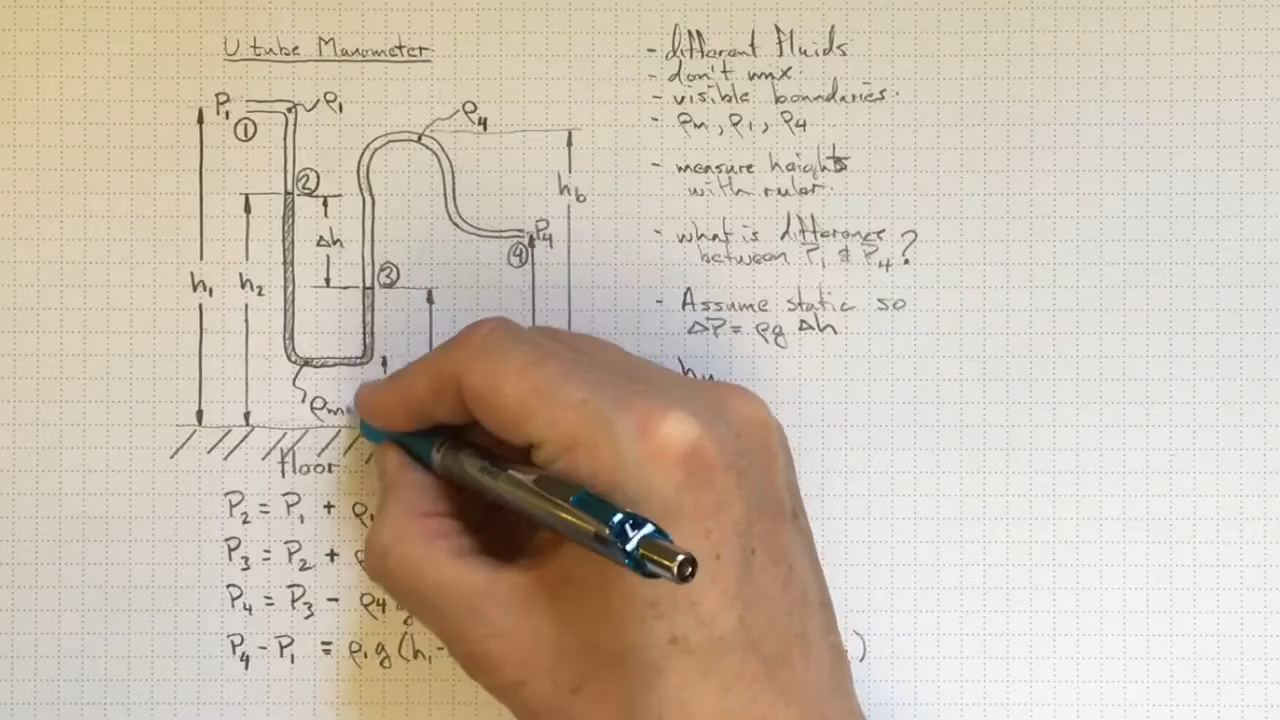 U tube Manometer
P1
ρ1
①
②
ρ4
hb
Δh
h1
h2
③
P4
④
ρm
floor
P2 = P1 + ρ1
P3 = P2 +
P4 = P3 - ρ4
P4 - P1 = ρ1g(h1-
)
- different fluids
- don't mix.
- visible boundaries.
- ρm, ρ1, ρ4
- measure heights
with ruler.
- what is difference
between P1 & P4?
- Assume static so
ΔP = ρg Δh